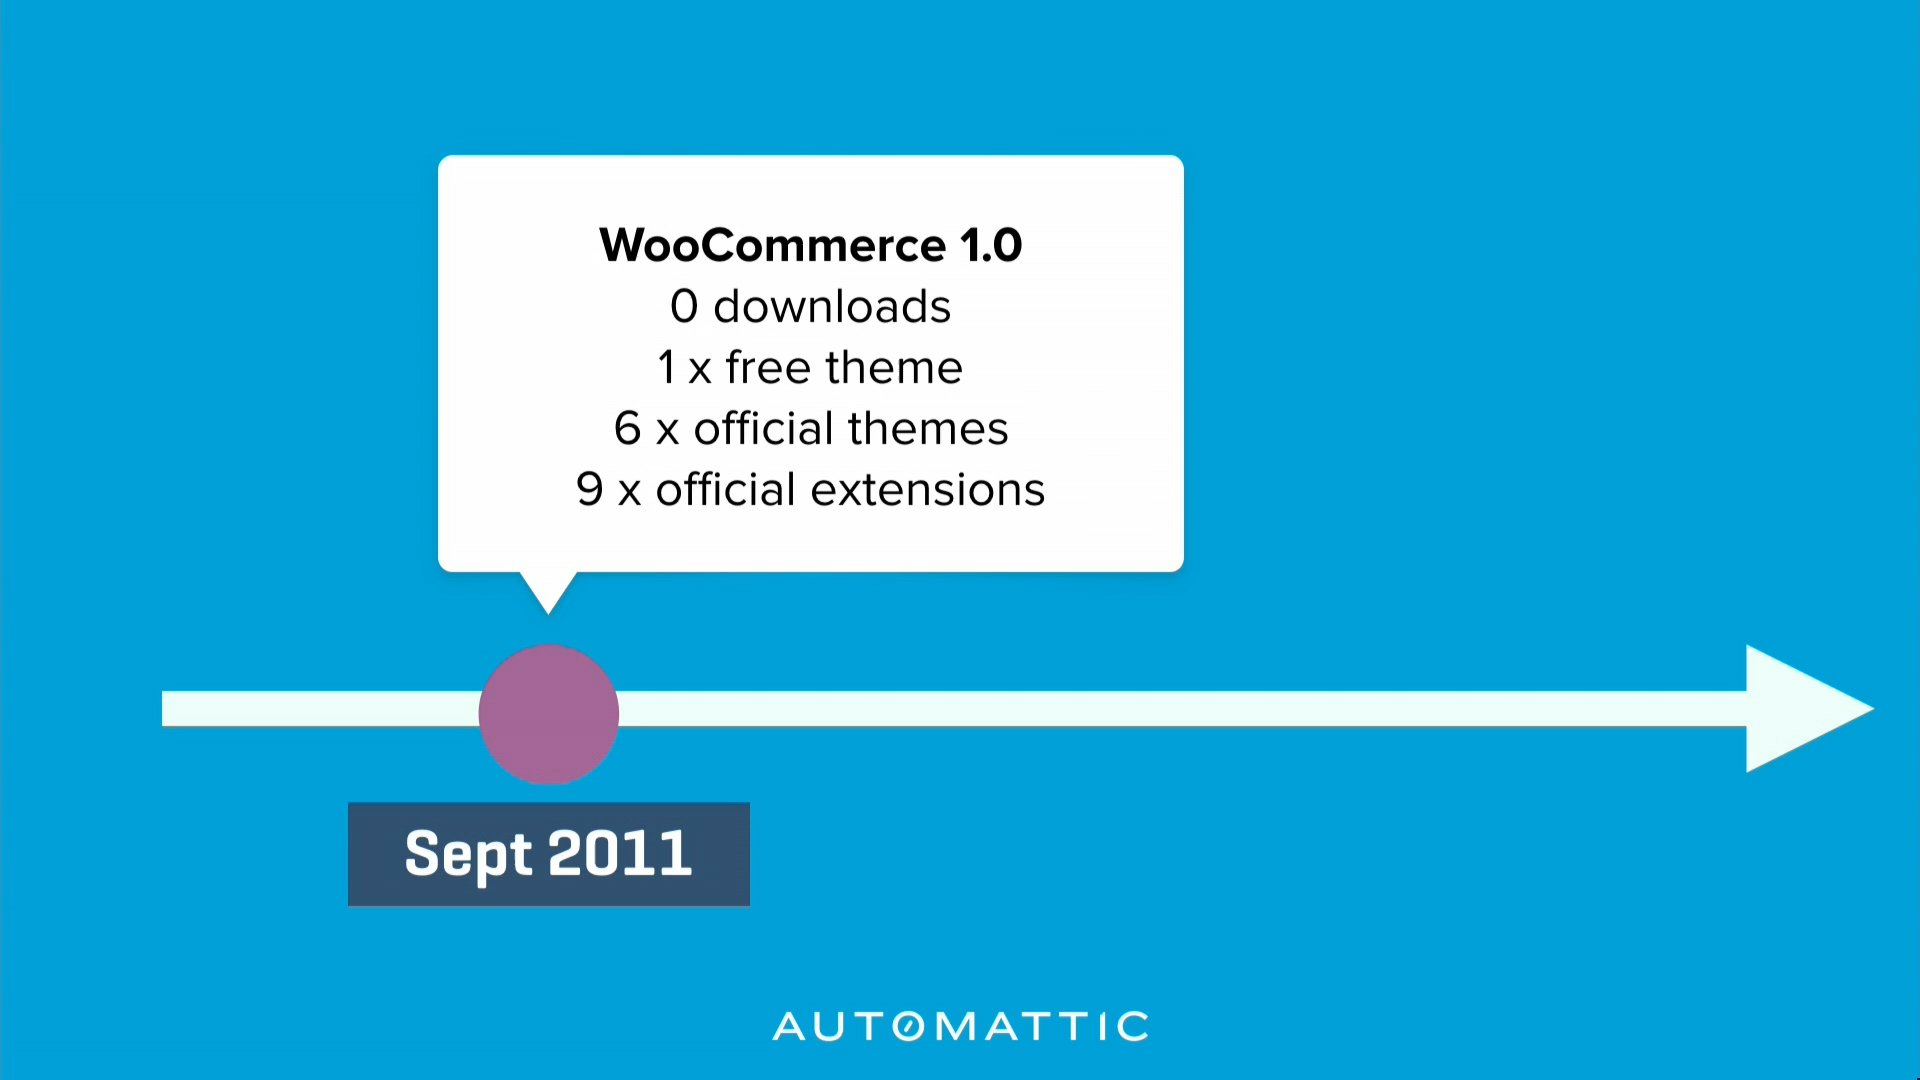 WooCommerce 1.0
0 downloads
1 x free theme
6 x official themes
9 x official extensions
Sept 2011
AUTOMATTIC